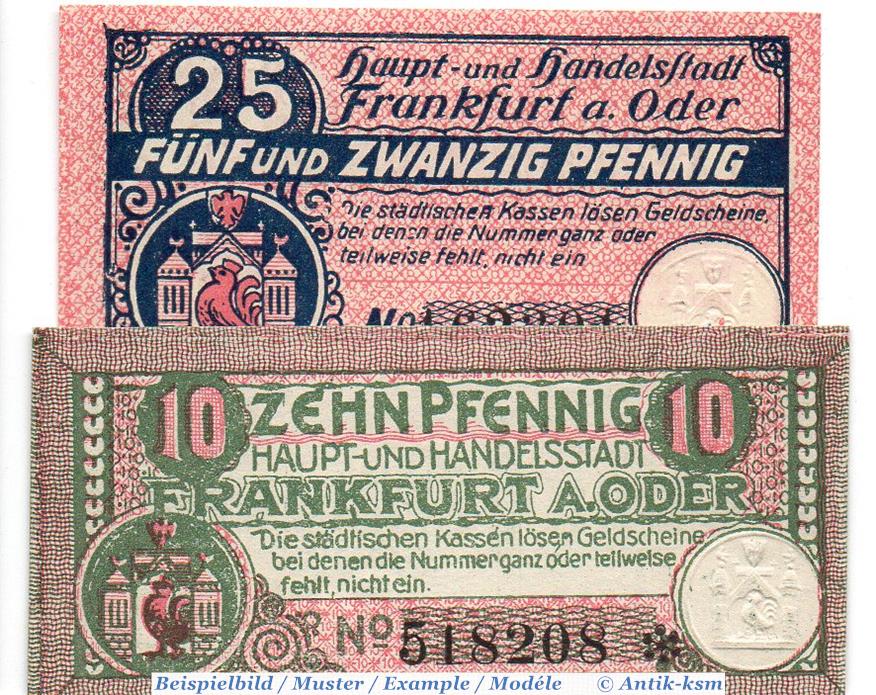 25
Haupt- und Handelsstadt
Frankfurt a. Oder
FÜNF UND ZWANZIG PFENNIG
Die städtischen Kassen lösen Geldscheine,
bei denen die Nummer ganz oder
teilweise fehlt, nicht ein
No
10 ZEHN PFENNIG 10
HAUPT-UND HANDELSSTADT
FRANKFURT A. ODER
Die städtischen Kassen lösen Geldscheine
bei denen die Nummer ganz oder teilweise
fehlt, nicht ein.
No 518208
Beispielbild / Muster / Example / Modéle © Antik-ksm